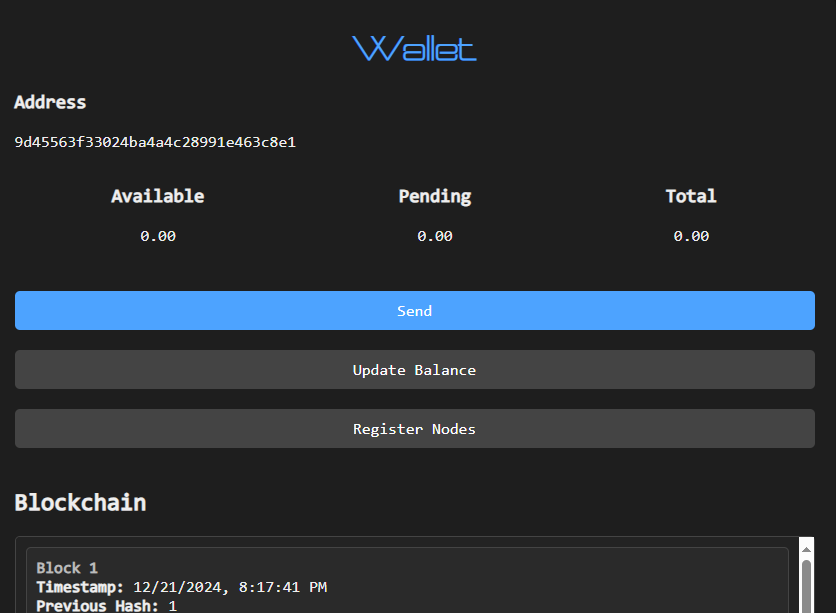 Wallet
Address
9d45563f33024ba4a4c28991e463c8e1
Available Pending Total
0.00 0.00 0.00
Send
Update Balance
Register Nodes
Blockchain
Block 1
Timestamp: 12/21/2024, 8:17:41 PM
Previous Hash: 1